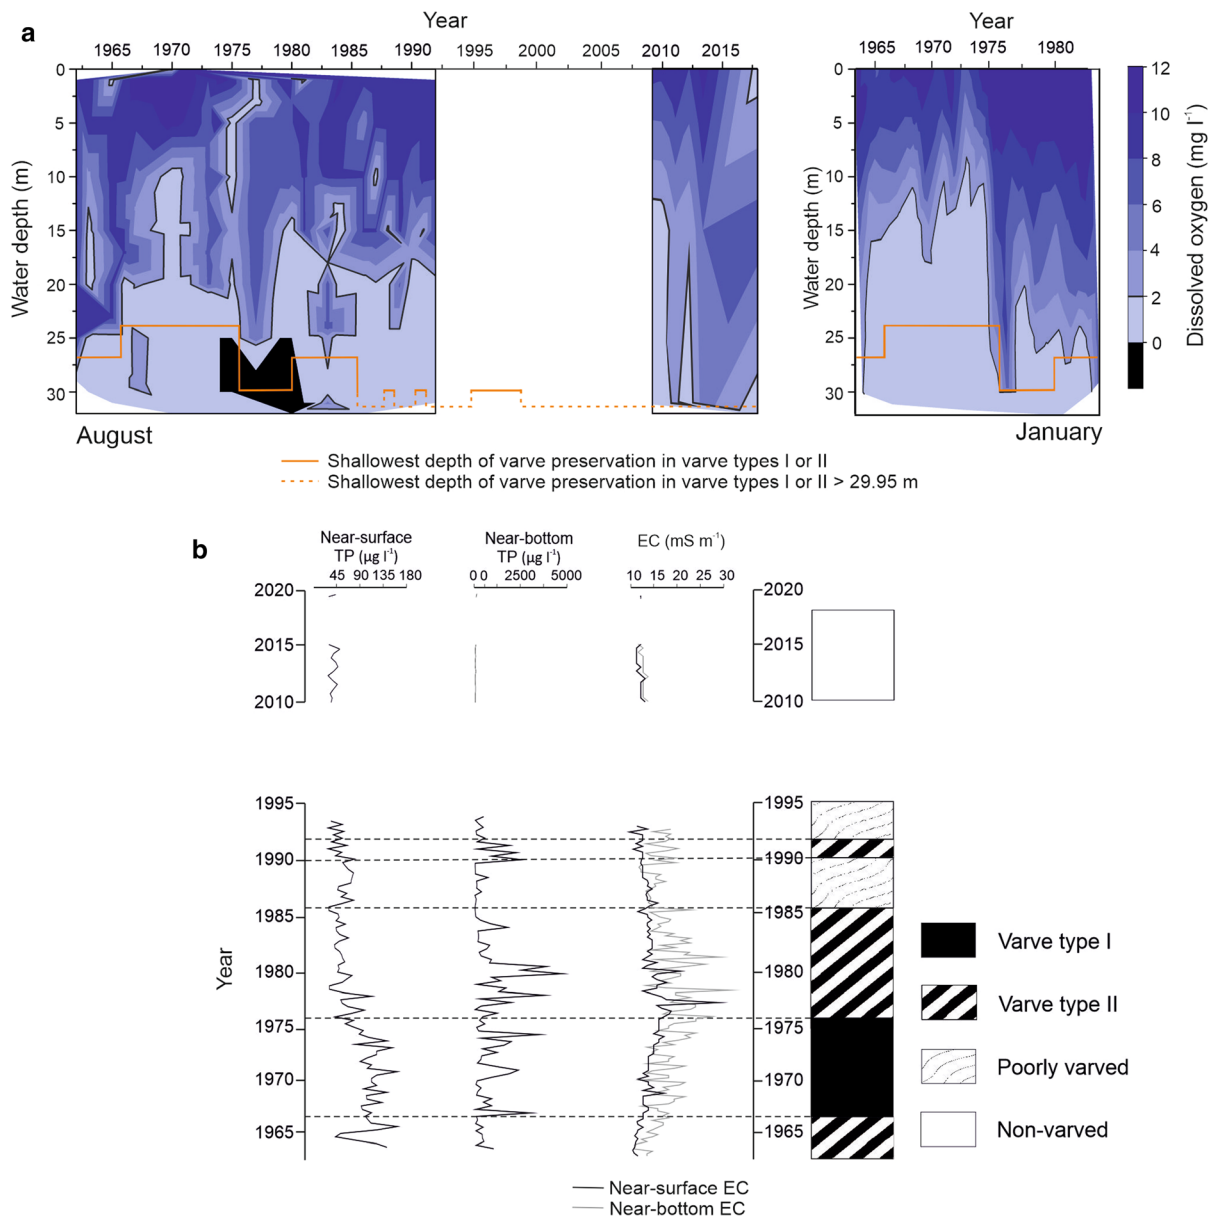 a
Year
Year
1965 1970 1975 1980 1985 1990 1995 2000 2005 2010 2015
1965 1970 1975 1980
0
5
10
15
20
25
30
Water depth (m)
0
5
10
15
20
25
30
Water depth (m)
12
10
8
6
4
2
0
Dissolved oxygen (mg l⁻¹)
August
January
Shallowest depth of varve preservation in varve types I or II
Shallowest depth of varve preservation in varve types I or II > 29.95 m
b
Near-surface
TP (µg l⁻¹)
45 90 135 180
Near-bottom
TP (µg l⁻¹)
0 0 2500 5000
EC (mS m⁻¹)
10 15 20 25 30
2020
2015
2010
1995
1990
1985
1980
1975
1970
1965
Year
2020
2015
2010
1995
1990
1985
1980
1975
1970
1965
Varve type I
Varve type II
Poorly varved
Non-varved
Near-surface EC
Near-bottom EC